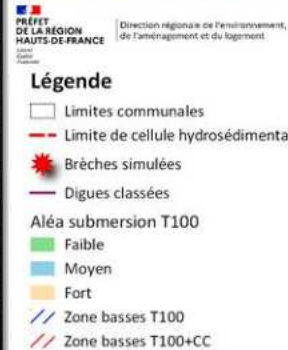 PRÉFET
DE LA RÉGION
HAUTS-DE-FRANCE
Direction régionale de l'environnement,
de l'aménagement et du logement
Légende
Limites communales
Limite de cellule hydrosédimenta
Brèches simulées
Digues classées
Aléa submersion T100
Faible
Moyen
Fort
Zone basses T100
Zone basses T100+CC